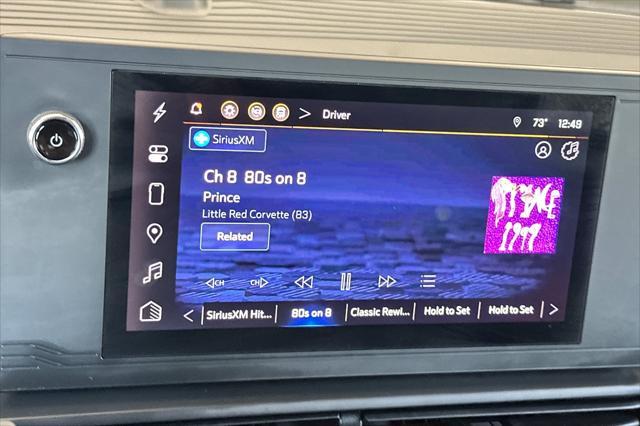 Driver
73° 12:49
SiriusXM
Ch 8 80s on 8
Prince
Little Red Corvette (83)
Related
1999
CH CH
SiriusXM Hit... 80s on 8 Classic Rewi... Hold to Set Hold to Set